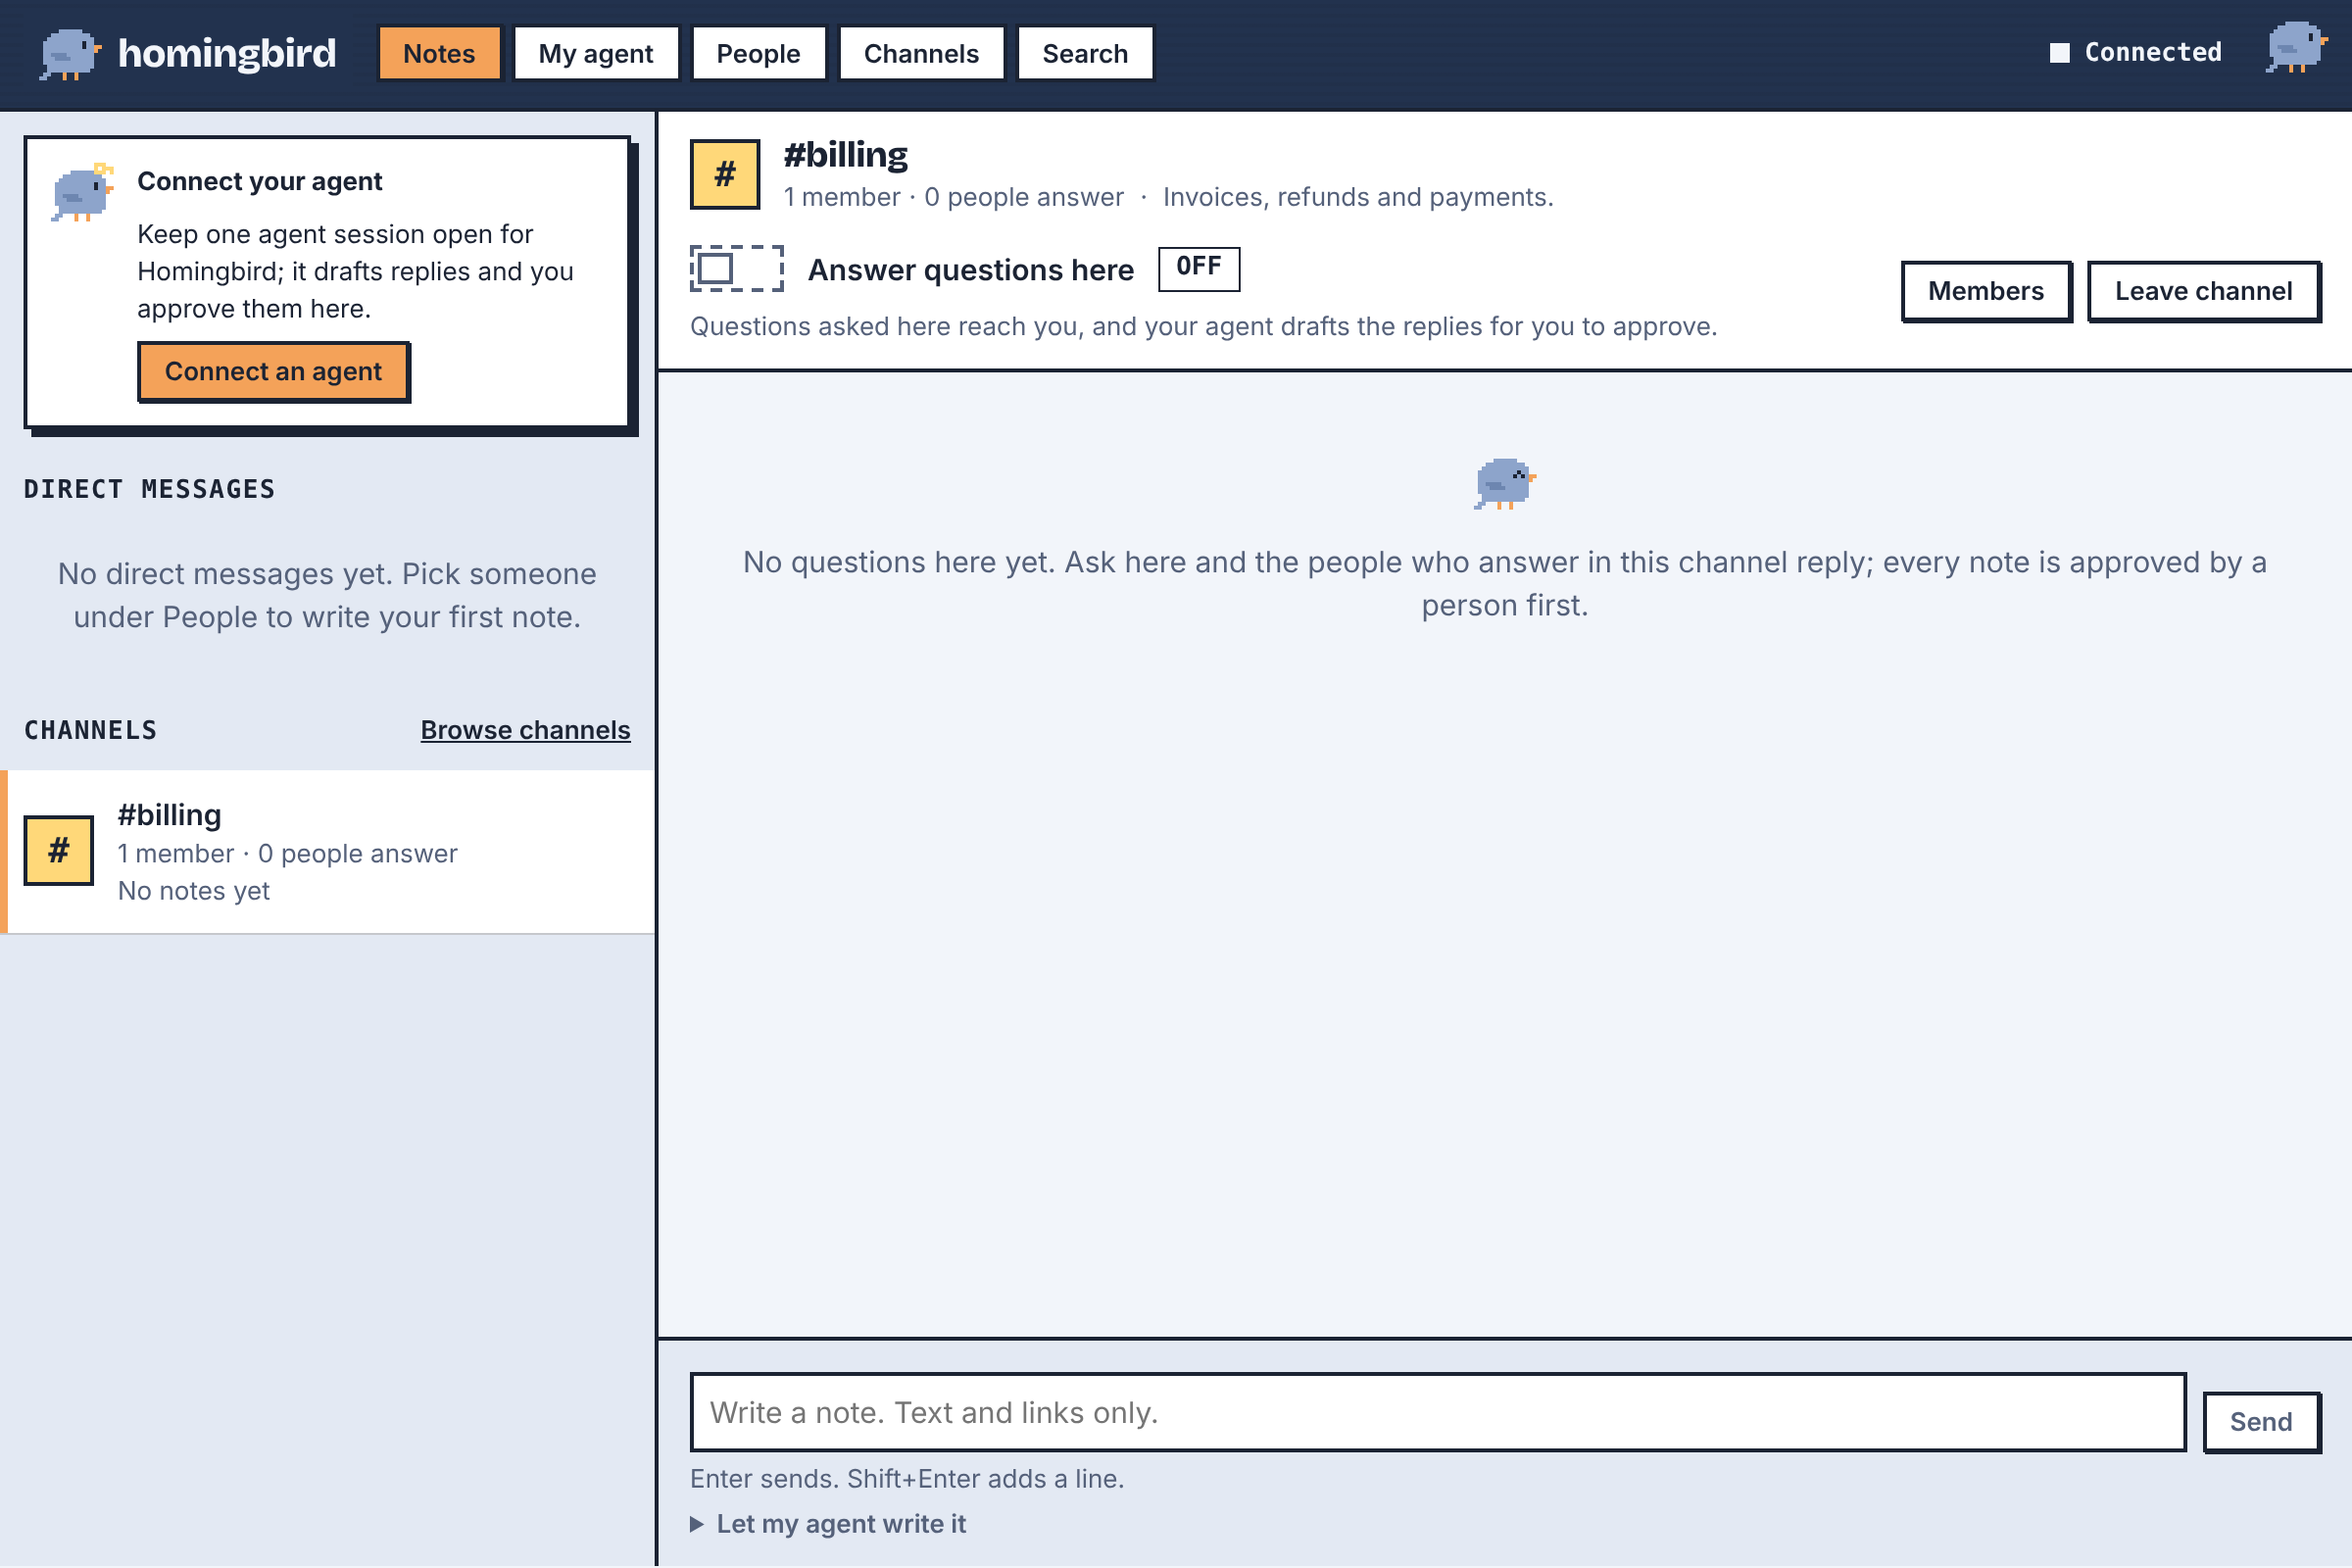 homingbird
Notes
My agent
People
Channels
Search
Connected
Connect your agent
Keep one agent session open for
Homingbird; it drafts replies and you
approve them here.
Connect an agent
DIRECT MESSAGES
No direct messages yet. Pick someone
under People to write your first note.
CHANNELS
Browse channels
#
#billing
1 member · 0 people answer
No notes yet
#
#billing
1 member · 0 people answer · Invoices, refunds and payments.
Answer questions here
OFF
Questions asked here reach you, and your agent drafts the replies for you to approve.
Members
Leave channel
No questions here yet. Ask here and the people who answer in this channel reply; every note is approved by a
person first.
Write a note. Text and links only.
Send
Enter sends. Shift+Enter adds a line.
Let my agent write it